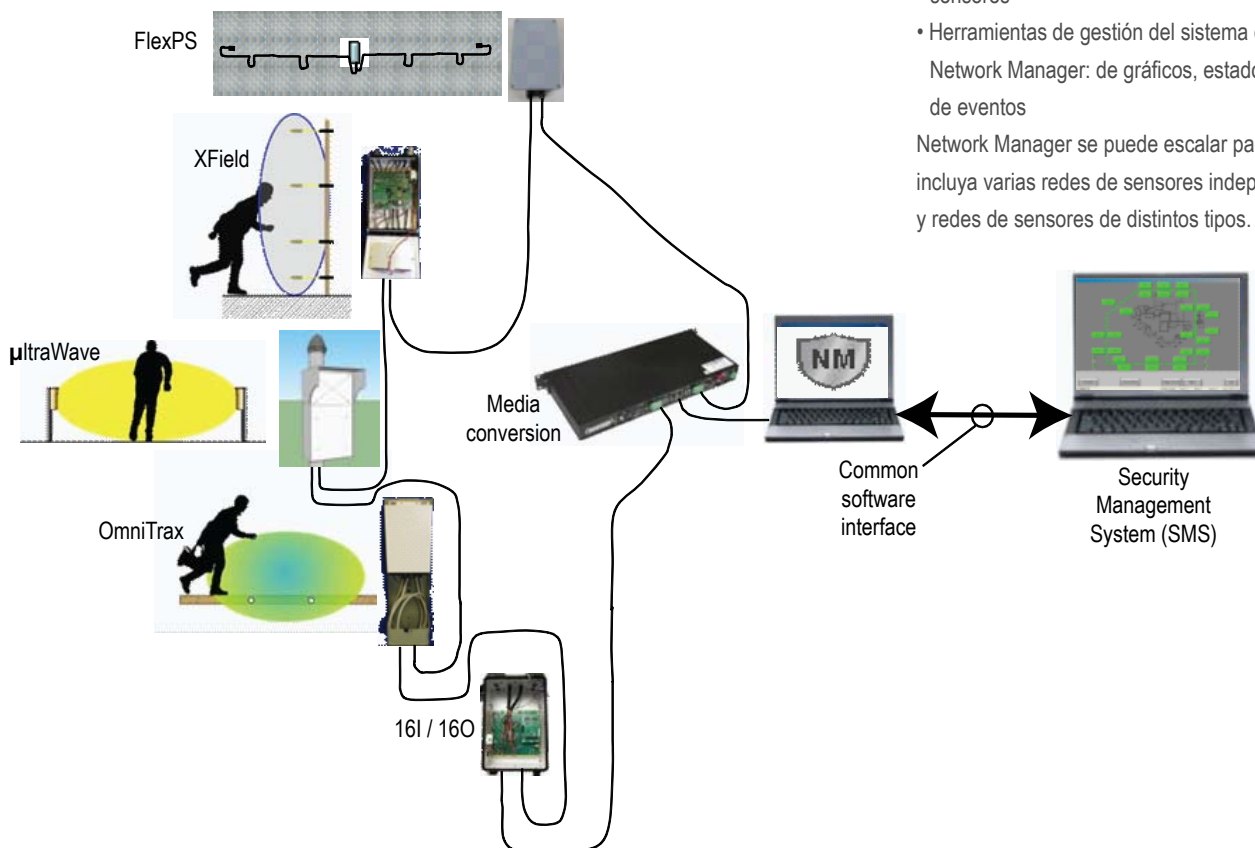 sensores
• Herramientas de gestión del sistema
Network Manager: de gráficos, estado
de eventos
Network Manager se puede escalar pa
incluya varias redes de sensores indep
y redes de sensores de distintos tipos.
FlexPS
XField
µltraWave
OmniTrax
16I / 16O
Media
conversion
NM
Common
software
interface
Security
Management
System (SMS)